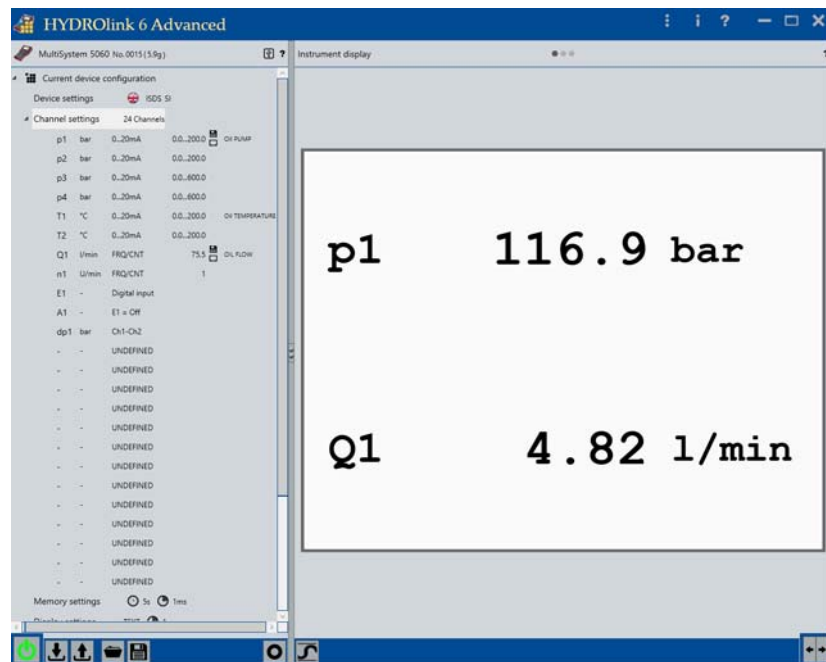 HYDROlink 6 Advanced
MultiSystem 5060 No. 0015 (5.9g)
?
Instrument display
Current device configuration
Device settings ISDS SI
Channel settings 24 Channels
p1 bar 0..20mA 0.0...200.0 OIl PUMP
p2 bar 0..20mA 0.0...200.0
p3 bar 0..20mA 0.0...600.0
p4 bar 0..20mA 0.0...600.0
T1 °C 0..20mA 0.0...200.0 OIl TEMPERATURE
T2 °C 0..20mA 0.0...200.0
Q1 l/min FRQ/CNT 75.5 OIL FLOW
n1 U/min FRQ/CNT 1
E1 - Digital input
A1 - E1 = Off
dp1 bar Ch1-Ch2
- - UNDEFINED
- - UNDEFINED
- - UNDEFINED
- - UNDEFINED
- - UNDEFINED
- - UNDEFINED
- - UNDEFINED
- - UNDEFINED
- - UNDEFINED
- - UNDEFINED
- - UNDEFINED
- - UNDEFINED
- - UNDEFINED
Memory settings 5s 1ms
p1 116.9 bar
Q1 4.82 l/min